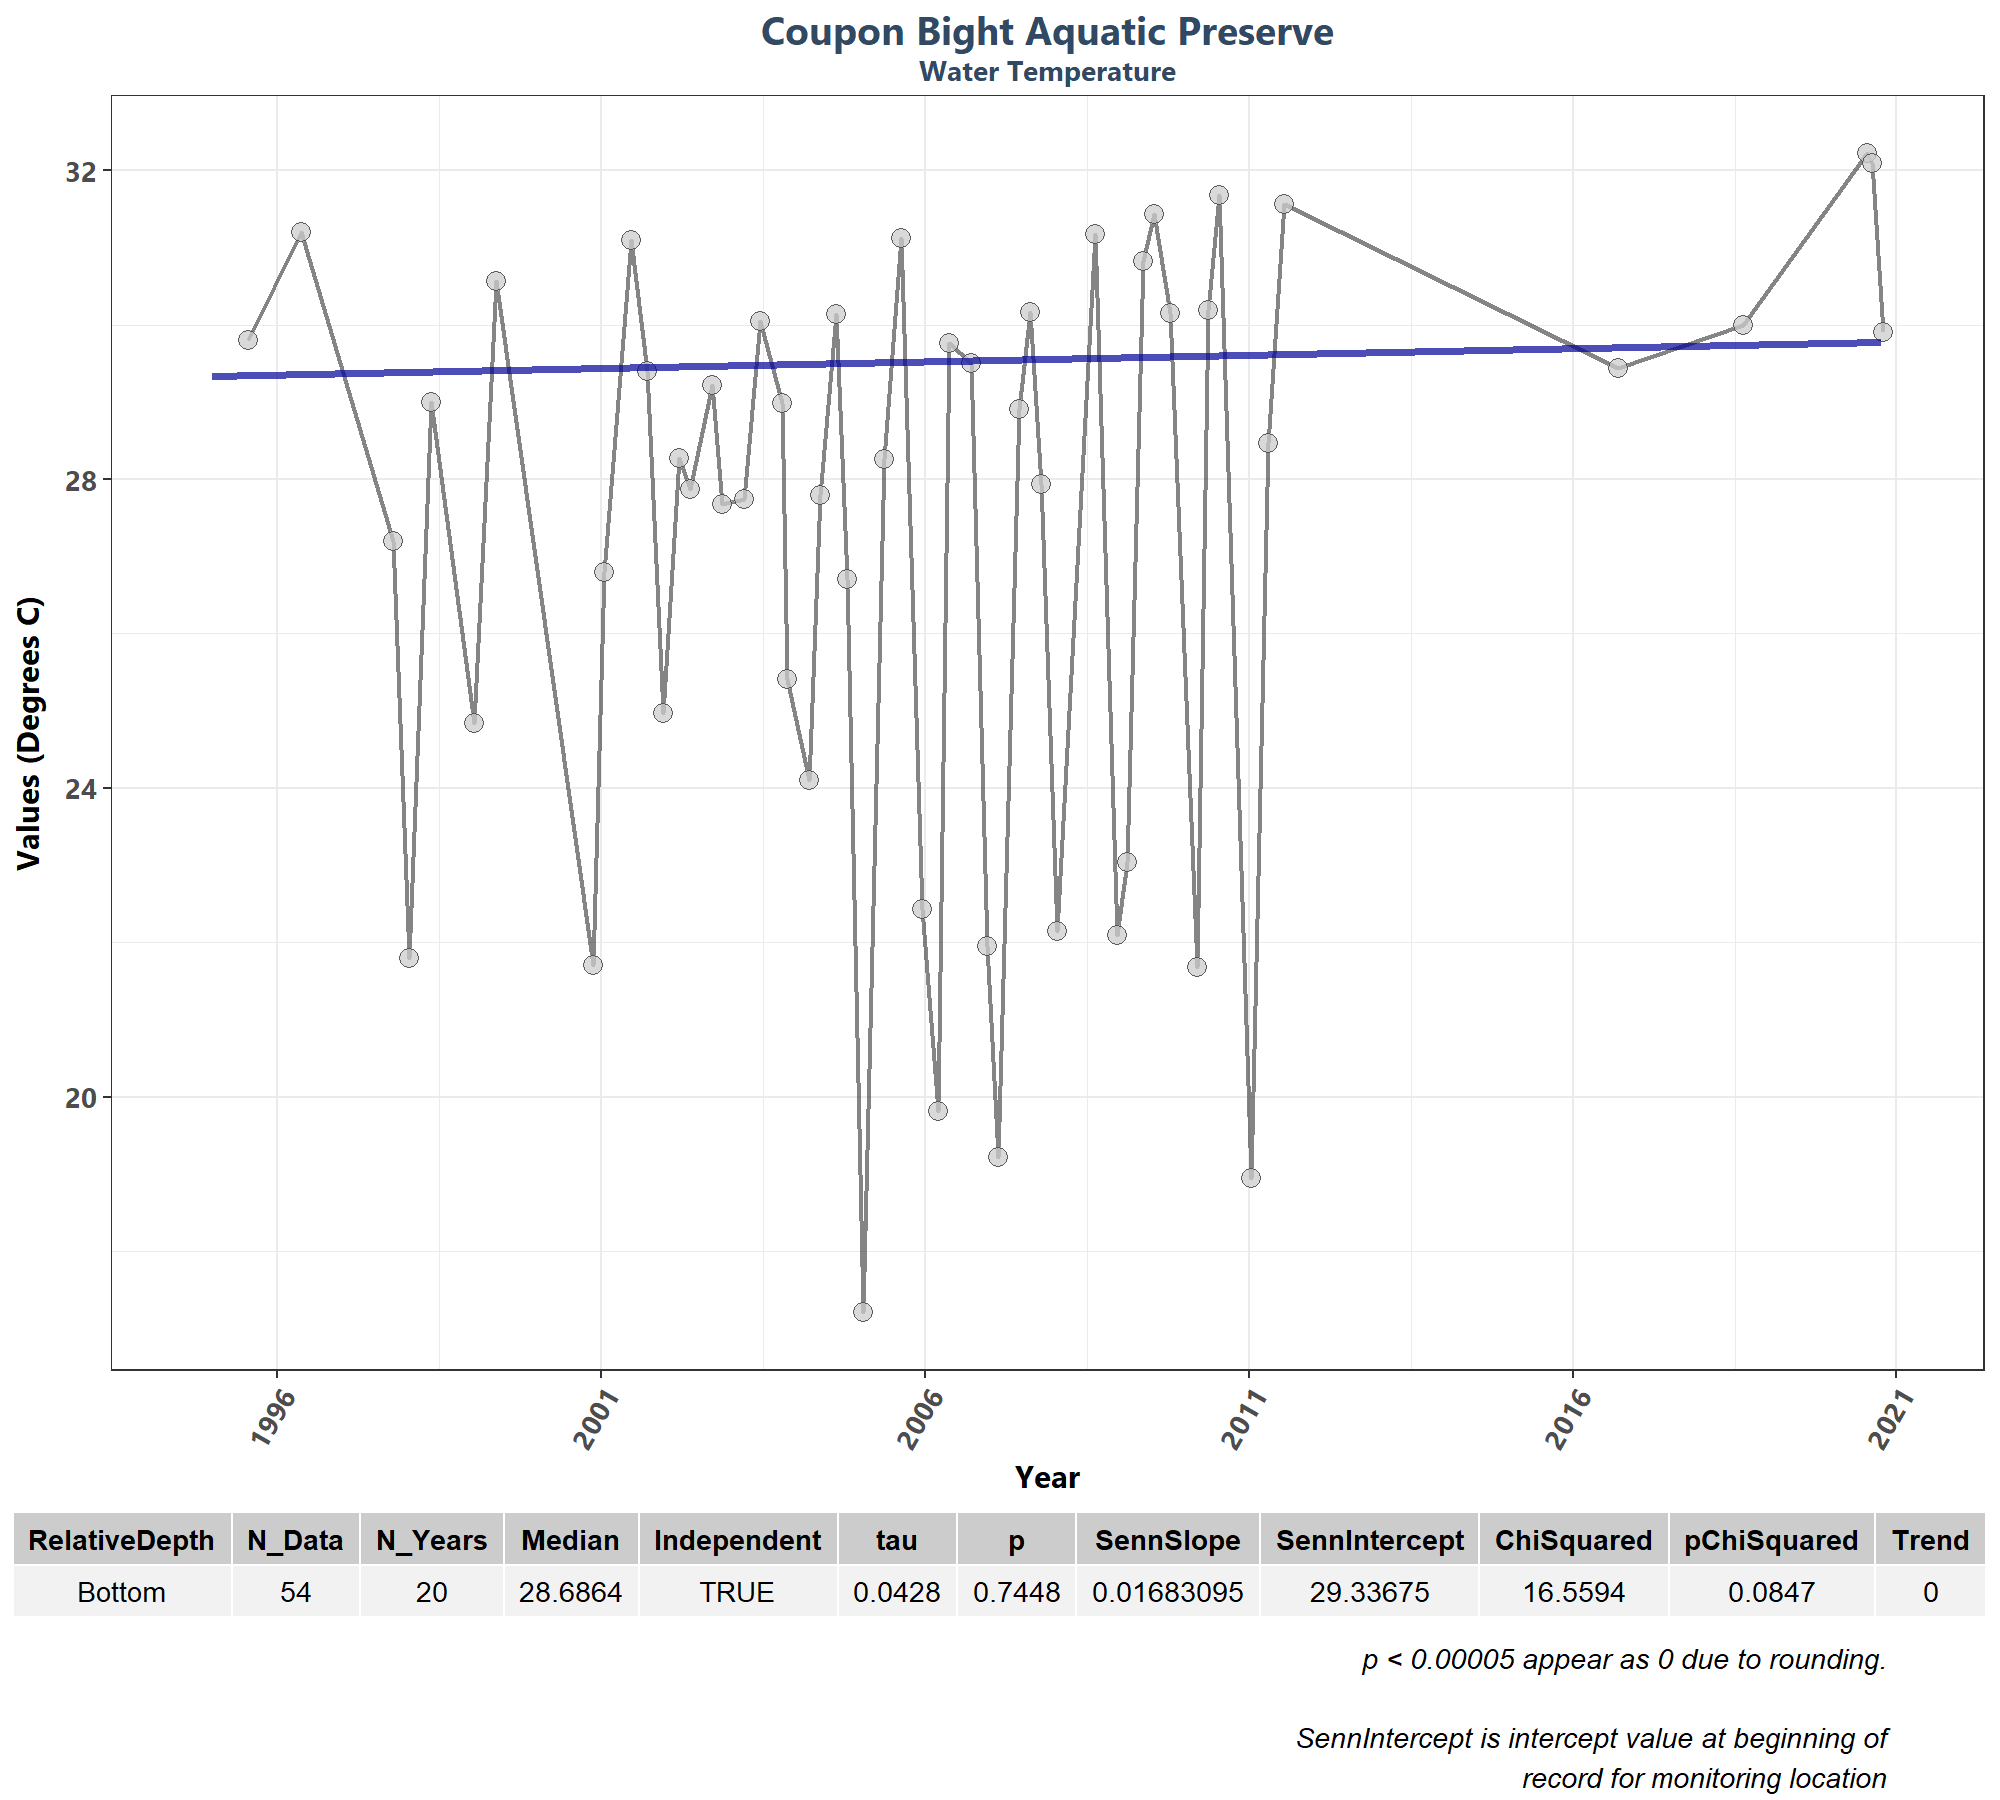 Coupon Bight Aquatic Preserve
Water Temperature
32
28
24
20
Values (Degrees C)
1996
2001
2006
2011
2016
2021
Year
RelativeDepth N_Data N_Years Median Independent tau p SennSlope SennIntercept ChiSquared pChiSquared Trend
Bottom 54 20 28.6864 TRUE 0.0428 0.7448 0.01683095 29.33675 16.5594 0.0847 0
p < 0.00005 appear as 0 due to rounding.
SennIntercept is intercept value at beginning of
record for monitoring location